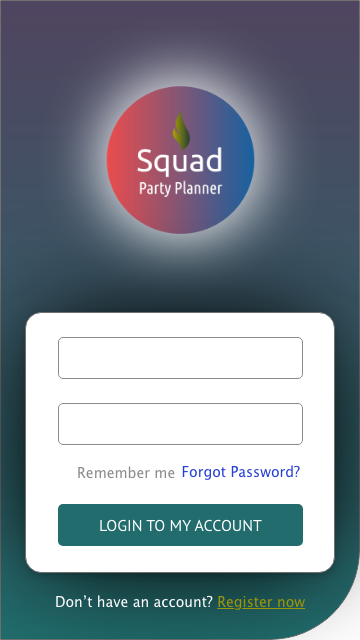 Squad
Party Planner
Remember me Forgot Password?
LOGIN TO MY ACCOUNT
Don't have an account? Register now